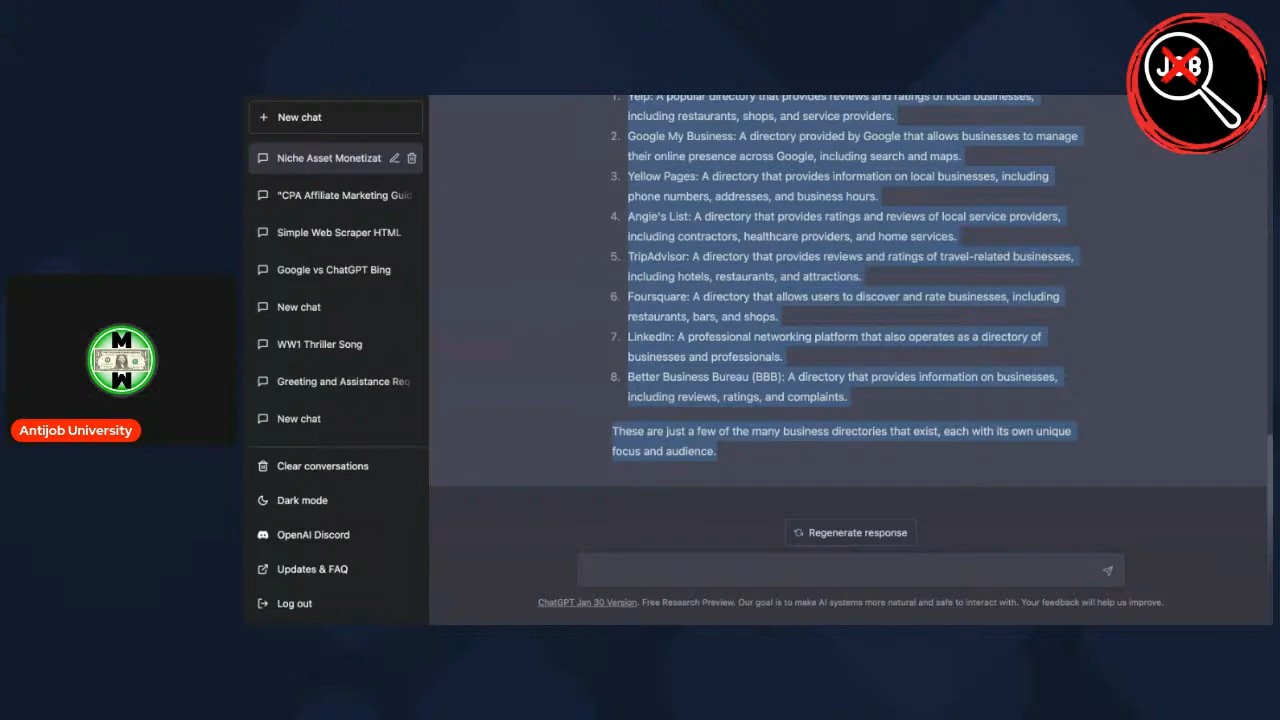 JOB
+ New chat
Niche Asset Monetizat
"CPA Affiliate Marketing Guid
Simple Web Scraper HTML
Google vs ChatGPT Bing
New chat
WW1 Thriller Song
Greeting and Assistance Req
New chat
Clear conversations
Dark mode
OpenAI Discord
Updates & FAQ
Log out
1. Yelp: A popular directory that provides reviews and ratings of local businesses,
including restaurants, shops, and service providers.
2. Google My Business: A directory provided by Google that allows businesses to manage
their online presence across Google, including search and maps.
3. Yellow Pages: A directory that provides information on local businesses, including
phone numbers, addresses, and business hours.
4. Angie's List: A directory that provides ratings and reviews of local service providers,
including contractors, healthcare providers, and home services.
5. TripAdvisor: A directory that provides reviews and ratings of travel-related businesses,
including hotels, restaurants, and attractions.
6. Foursquare: A directory that allows users to discover and rate businesses, including
restaurants, bars, and shops.
7. LinkedIn: A professional networking platform that also operates as a directory of
businesses and professionals.
8. Better Business Bureau (BBB): A directory that provides information on businesses,
including reviews, ratings, and complaints.
These are just a few of the many business directories that exist, each with its own unique
focus and audience.
Regenerate response
ChatGPT Jan 30 Version. Free Research Preview. Our goal is to make AI systems more natural and safe to interact with. Your feedback will help us improve.
M
M
Antijob University